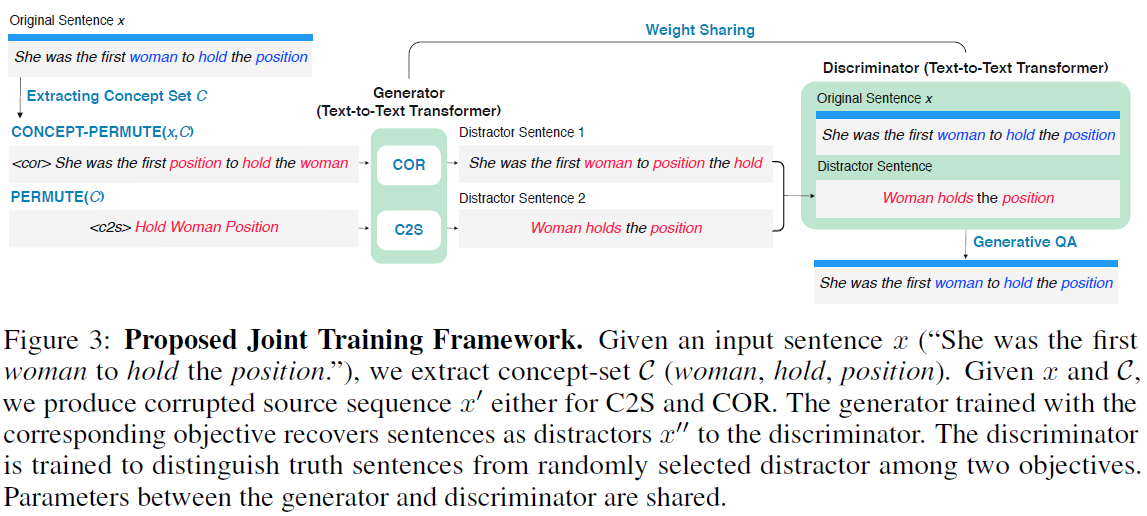 Original Sentence x
She was the first woman to hold the position
Extracting Concept Set C
CONCEPT-PERMUTE(x,C)
<cor> She was the first position to hold the woman
PERMUTE(C)
<c2s> Hold Woman Position
Generator
(Text-to-Text Transformer)
COR
C2S
Distractor Sentence 1
She was the first woman to position the hold
Distractor Sentence 2
Woman holds the position
Weight Sharing
Discriminator (Text-to-Text Transformer)
Original Sentence x
She was the first woman to hold the position
Distractor Sentence
Woman holds the position
Generative QA
She was the first woman to hold the position
Figure 3: Proposed Joint Training Framework. Given an input sentence x (“She was the first
woman to hold the position.”), we extract concept-set C (woman, hold, position). Given x and C,
we produce corrupted source sequence x′ either for C2S and COR. The generator trained with the
corresponding objective recovers sentences as distractors x″ to the discriminator. The discriminator
is trained to distinguish truth sentences from randomly selected distractor among two objectives.
Parameters between the generator and discriminator are shared.